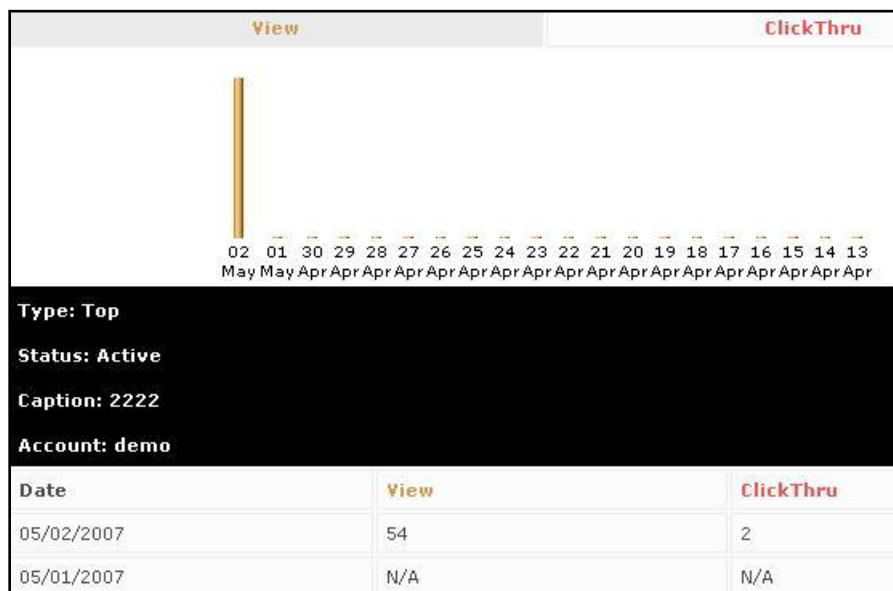 View ClickThru
02 01 30 29 28 27 26 25 24 23 22 21 20 19 18 17 16 15 14 13
May May Apr Apr Apr Apr Apr Apr Apr Apr Apr Apr Apr Apr Apr Apr Apr Apr Apr Apr
Type: Top
Status: Active
Caption: 2222
Account: demo
Date View ClickThru
05/02/2007 54 2
05/01/2007 N/A N/A